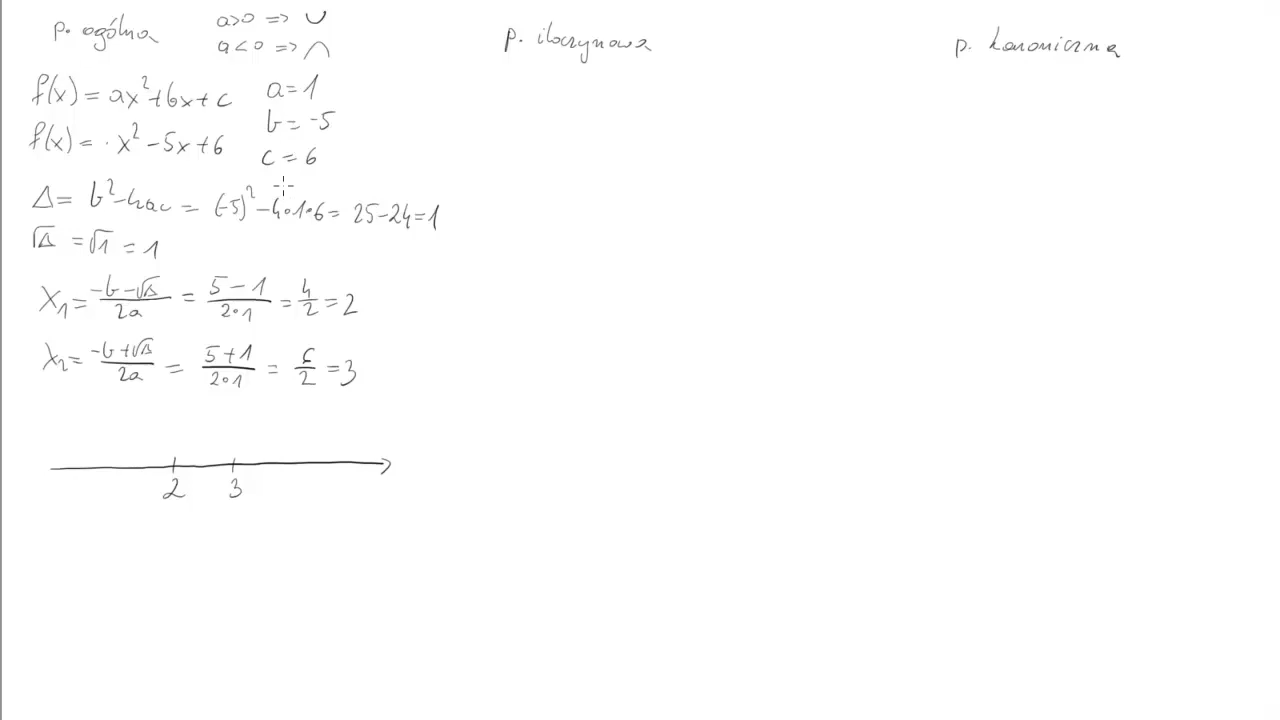 p. ogólna
a>0 => ∪
a<0 => ∩
f(x) = ax²+bx+c
a=1
f(x) = x²-5x+6
b=-5
c=6
Δ= b²-4ac = (-5)²-4·1·6= 25-24=1
√Δ =√1 =1
x₁= (-b-√Δ)/2a = (5-1)/2·1 = 4/2 =2
x₂= (-b+√Δ)/2a = (5+1)/2·1 = 6/2 =3
2 3
p. iloczynowa
p. kanoniczna